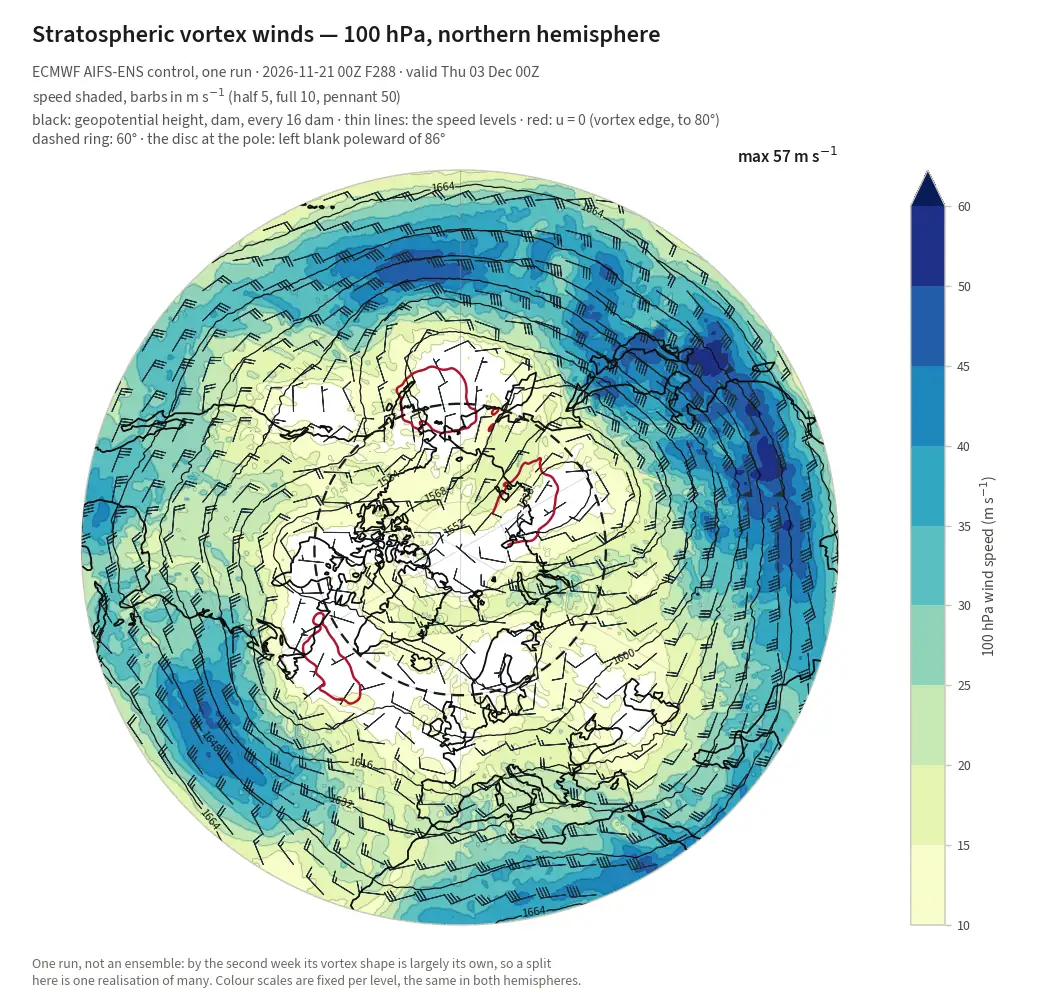 Stratospheric vortex winds — 100 hPa, northern hemisphere
ECMWF AIFS-ENS control, one run · 2026-11-21 00Z F288 · valid Thu 03 Dec 00Z
speed shaded, barbs in m s⁻¹ (half 5, full 10, pennant 50)
black: geopotential height, dam, every 16 dam · thin lines: the speed levels · red: u = 0 (vortex edge, to 80°)
dashed ring: 60° · the disc at the pole: left blank poleward of 86°
max 57 m s⁻¹
1664
1664
1568
1552
1600
1648
1616
1632
1664
1664
60
50
45
40
35
30
25
20
15
10
100 hPa wind speed (m s⁻¹)
One run, not an ensemble: by the second week its vortex shape is largely its own, so a split
here is one realisation of many. Colour scales are fixed per level, the same in both hemispheres.